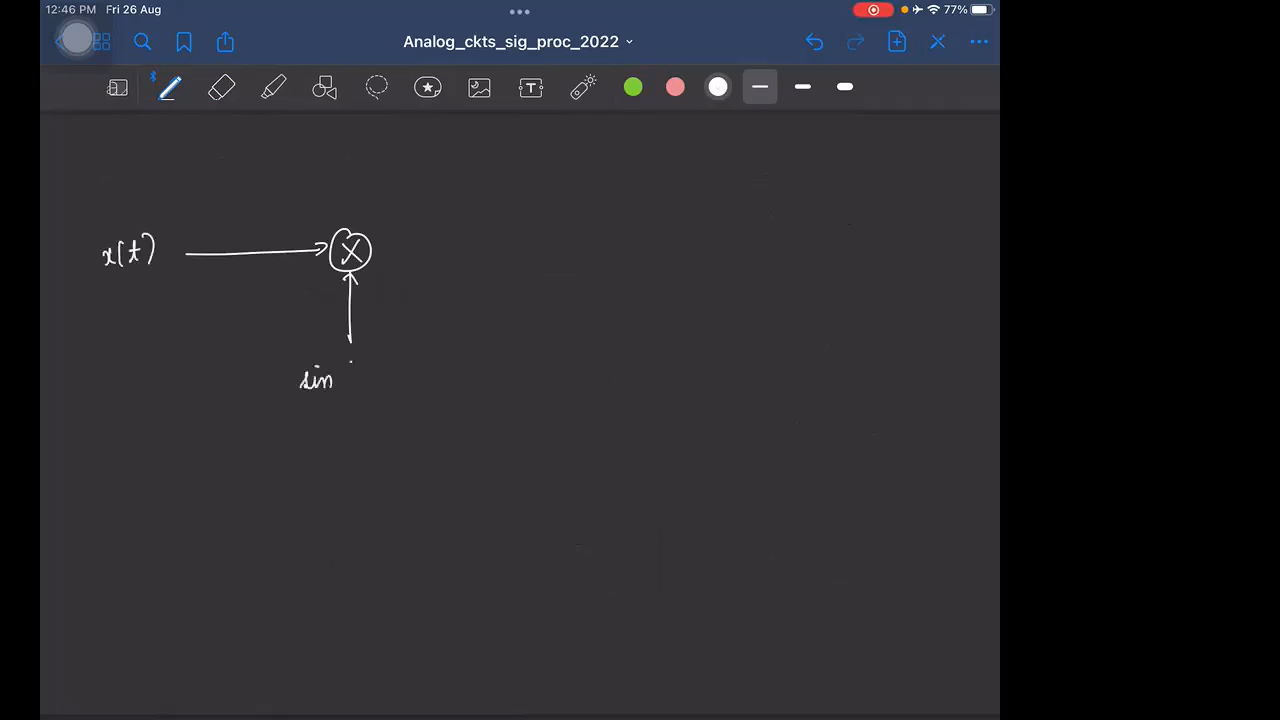 12:46 PM Fri 26 Aug
77%
Analog_ckts_sig_proc_2022
T
x(t)
X
sin